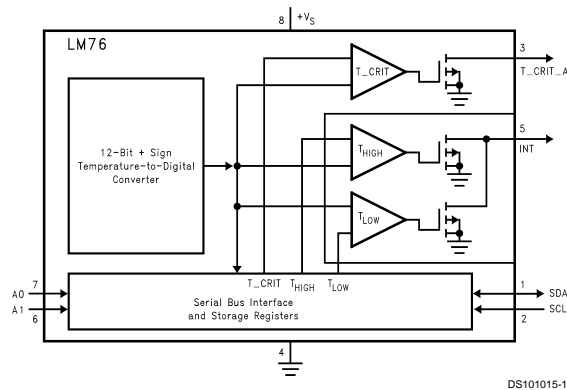 8 +VS
LM76
3
T_CRIT_A
T_CRIT
12-Bit + Sign
Temperature-to-Digital
Converter
5
INT
THIGH
TLOW
T_CRIT THIGH TLOW
7
A0
A1
6
Serial Bus Interface
and Storage Registers
1
SDA
SCL
2
4
DS101015-1